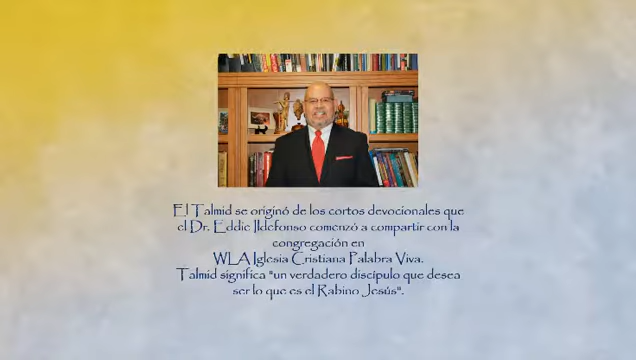 El Talmid se originó de los cortos devocionales que
el Dr. Eddie Ildefonso comenzó a compartir con la
congregación en
WLA Iglesia Cristiana Palabra Viva.
Talmid significa "un verdadero discípulo que desea
ser lo que es el Rabino Jesús".